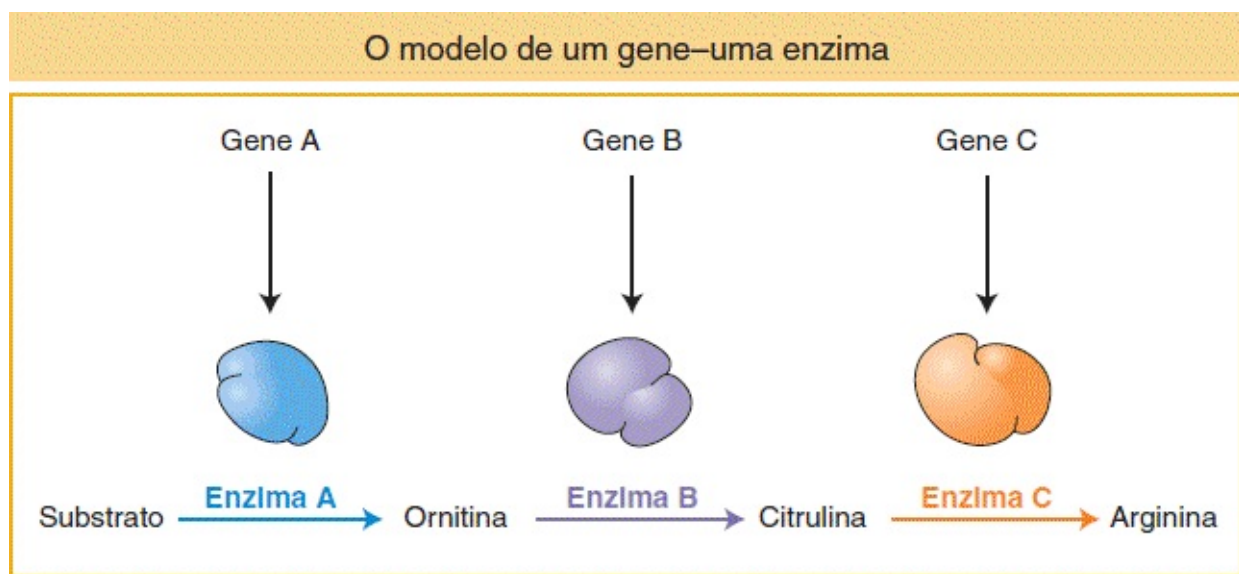 O modelo de um gene–uma enzima
Gene A Gene B Gene C
Enzima A Enzima B Enzima C
Substrato Ornitina Citrulina Arginina